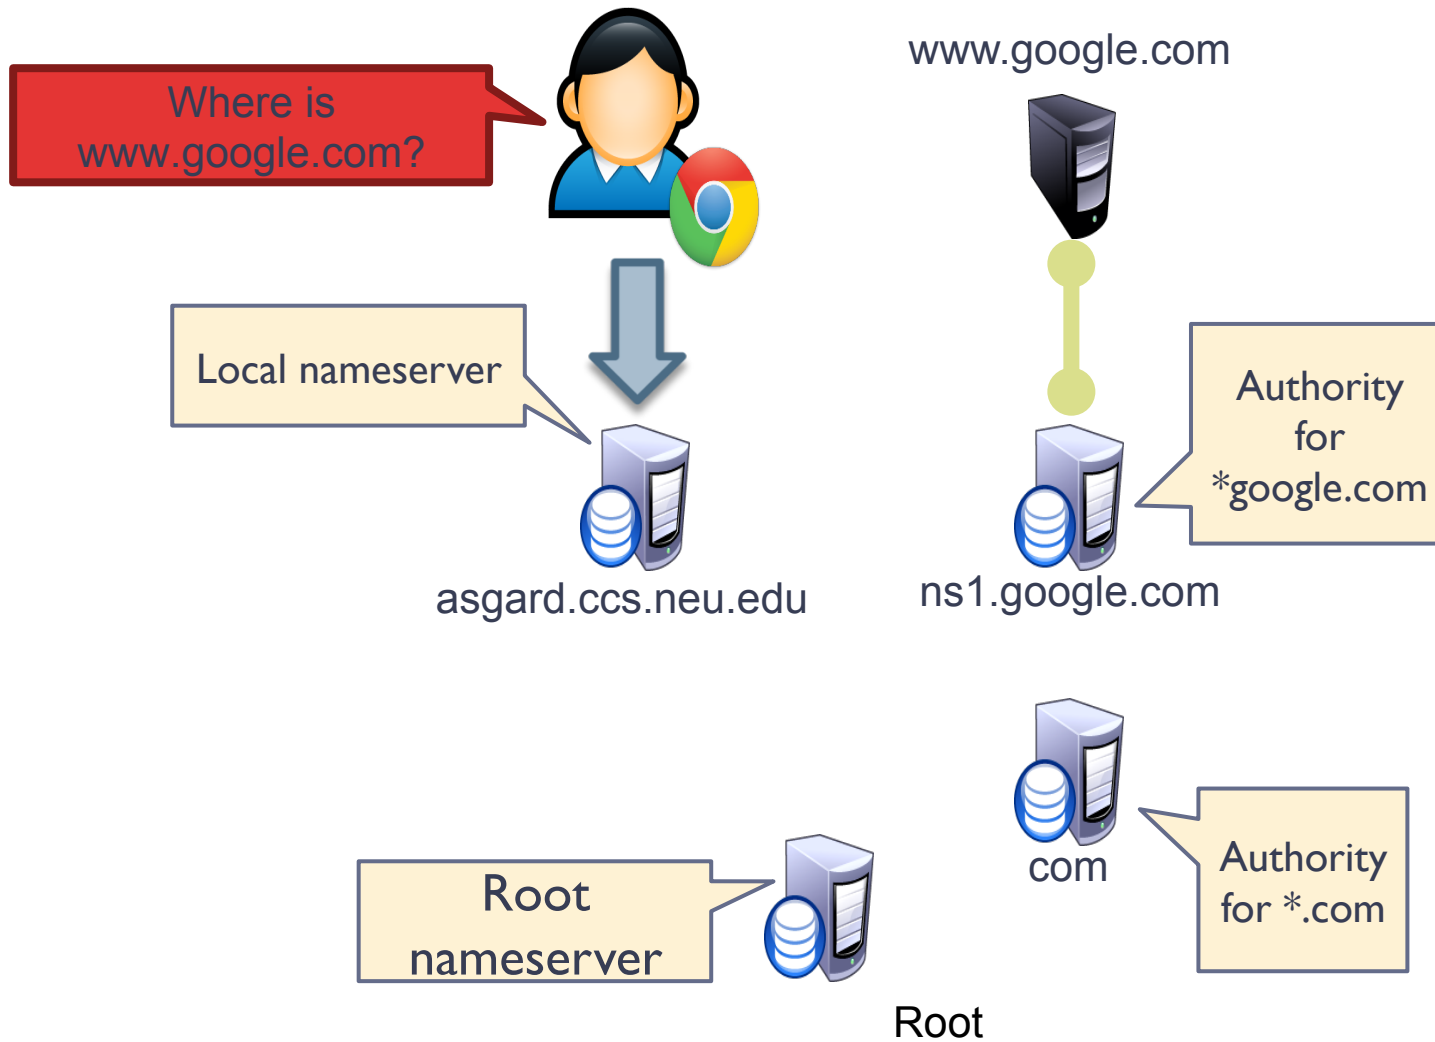 www.google.com
Where is
www.google.com?
Local nameserver
Authority
for
*google.com
asgard.ccs.neu.edu
ns1.google.com
com
Authority
for *.com
Root
nameserver
Root